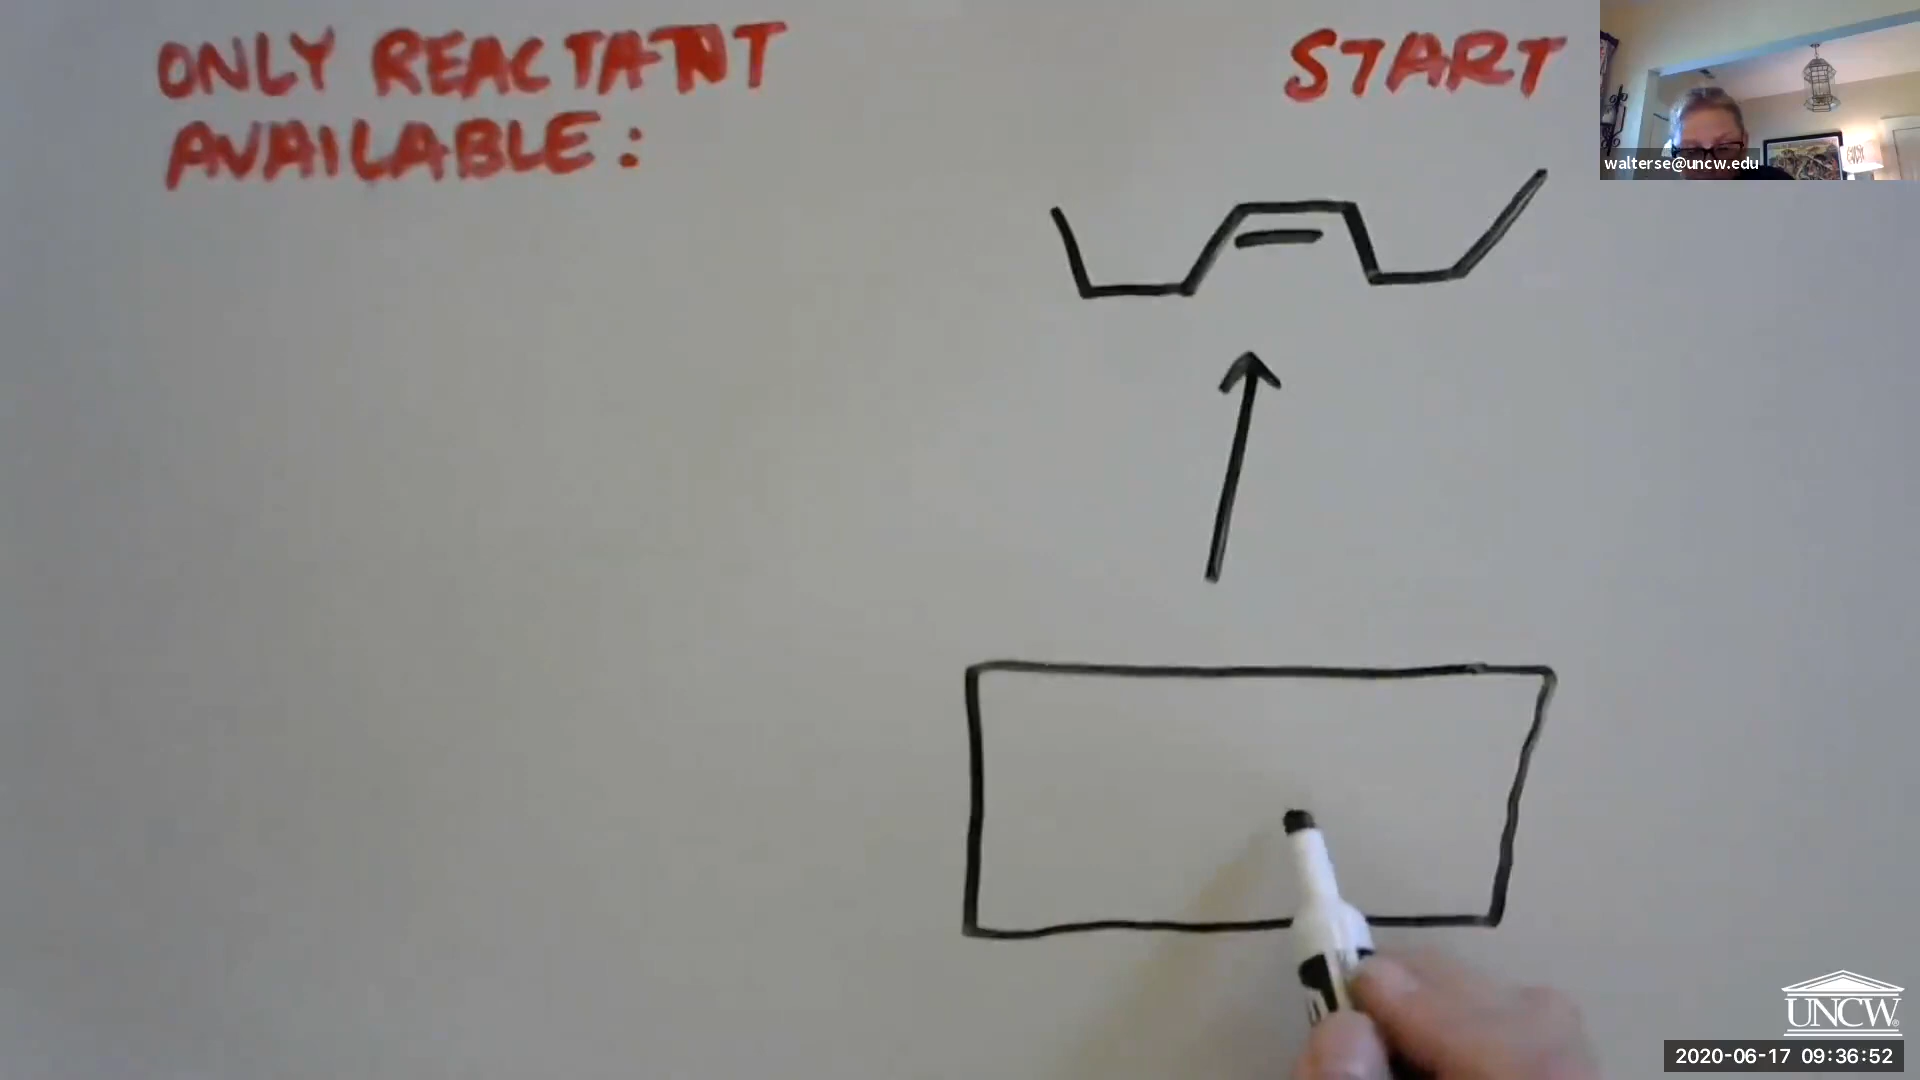 ONLY REACTANT
AVAILABLE:
START
walterse@uncw.edu
UNCW
2020-06-17 09:36:52